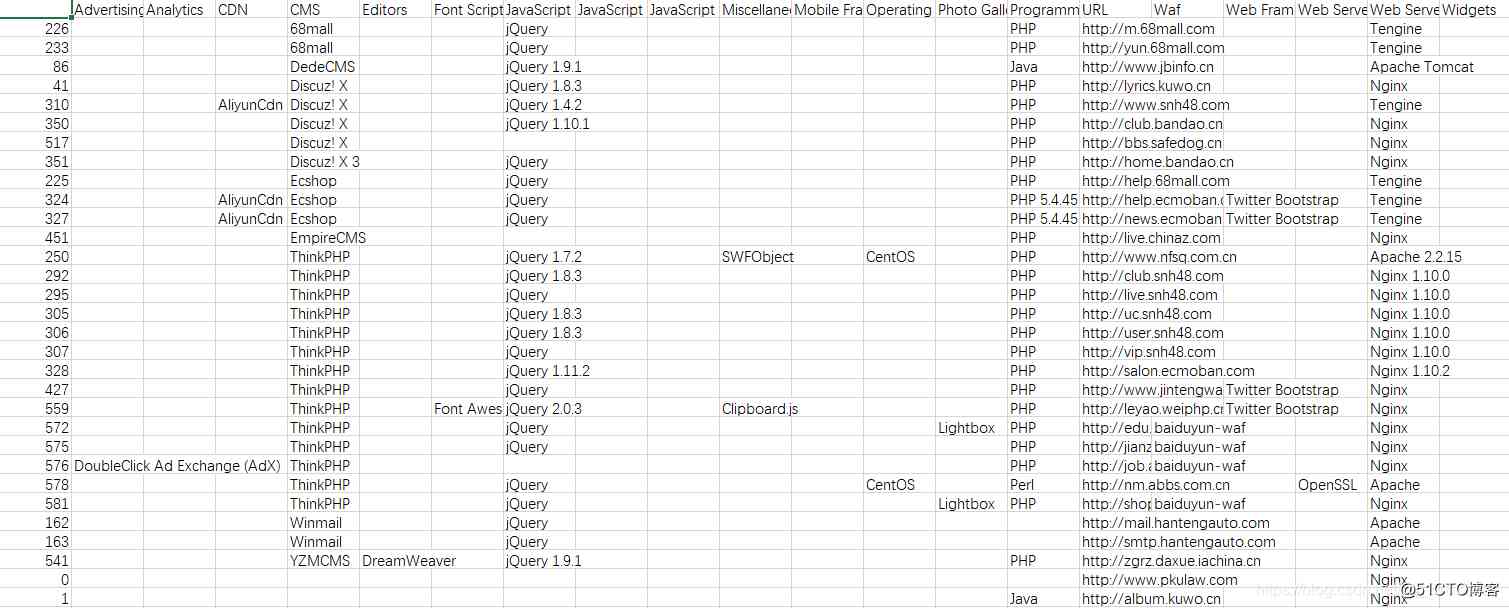 Advertising Analytics CDN CMS Editors Font Script JavaScript JavaScript JavaScript Miscellane Mobile Fra Operating Photo Gall Programm URL Waf Web Fram Web Serve Web Serve Widgets
226 68mall jQuery PHP http://m.68mall.com Tengine
233 68mall jQuery PHP http://yun.68mall.com Tengine
86 DedeCMS jQuery 1.9.1 Java http://www.jbinfo.cn Apache Tomcat
41 Discuz! X jQuery 1.8.3 PHP http://lyrics.kuwo.cn Nginx
310 AliyunCdn Discuz! X jQuery 1.4.2 PHP http://www.snh48.com Tengine
350 Discuz! X jQuery 1.10.1 PHP http://club.bandao.cn Nginx
517 Discuz! X PHP http://bbs.safedog.cn Nginx
351 Discuz! X 3 jQuery PHP http://home.bandao.cn Nginx
225 Ecshop jQuery PHP http://help.68mall.com Tengine
324 AliyunCdn Ecshop jQuery PHP 5.4.45 http://help.ecmoban.c Twitter Bootstrap Tengine
327 AliyunCdn Ecshop jQuery PHP 5.4.45 http://news.ecmoban Twitter Bootstrap Tengine
451 EmpireCMS PHP http://live.chinaz.com Nginx
250 ThinkPHP jQuery 1.7.2 SWFObject CentOS PHP http://www.nfsq.com.cn Apache 2.2.15
292 ThinkPHP jQuery 1.8.3 PHP http://club.snh48.com Nginx 1.10.0
295 ThinkPHP jQuery PHP http://live.snh48.com Nginx 1.10.0
305 ThinkPHP jQuery 1.8.3 PHP http://uc.snh48.com Nginx 1.10.0
306 ThinkPHP jQuery 1.8.3 PHP http://user.snh48.com Nginx 1.10.0
307 ThinkPHP jQuery PHP http://vip.snh48.com Nginx 1.10.0
328 ThinkPHP jQuery 1.11.2 PHP http://salon.ecmoban.com Nginx 1.10.2
427 ThinkPHP jQuery PHP http://www.jintengwa Twitter Bootstrap Nginx
559 ThinkPHP Font Awes jQuery 2.0.3 Clipboard.js PHP http://leyao.weiphp.cn Twitter Bootstrap Nginx
572 ThinkPHP jQuery Lightbox PHP http://edu. baiduyun-waf Nginx
575 ThinkPHP jQuery PHP http://jianz baiduyun-waf Nginx
576 DoubleClick Ad Exchange (AdX) ThinkPHP PHP http://job.a baiduyun-waf Nginx
578 ThinkPHP jQuery CentOS Perl http://nm.abbs.com.cn OpenSSL Apache
581 ThinkPHP jQuery Lightbox PHP http://shop baiduyun-waf Nginx
162 Winmail jQuery http://mail.hantengauto.com Apache
163 Winmail jQuery http://smtp.hantengauto.com Apache
541 YZMCMS DreamWeaver jQuery 1.9.1 PHP http://zgrz.daxue.iachina.cn Nginx
0 http://www.pkulaw.com Nginx
1 Java http://album.kuwo.cn Nginx
@51CTO博客